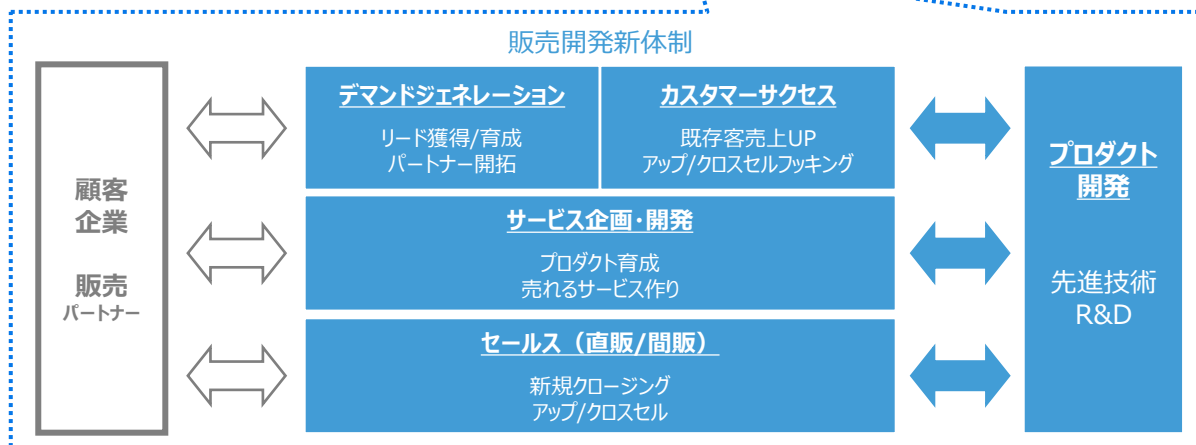 販売開発新体制
顧客
企業
販売
パートナー
デマンドジェネレーション
リード獲得/育成
パートナー開拓
カスタマーサクセス
既存客売上UP
アップ/クロスセルフッキング
サービス企画・開発
プロダクト育成
売れるサービス作り
セールス（直販/間販）
新規クロージング
アップ/クロスセル
プロダクト
開発
先進技術
R&D